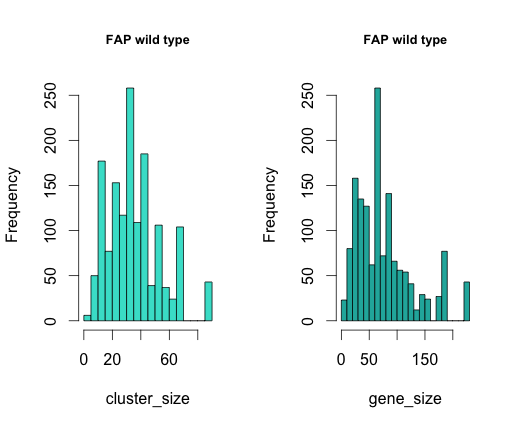 FAP wild type
Frequency
0 50 100 150 200 250
0 20 60
cluster_size
FAP wild type
Frequency
0 50 100 150 200 250
0 50 150
gene_size